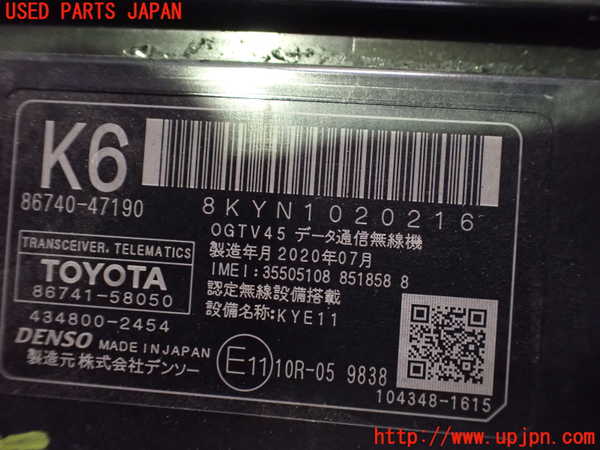 USED PARTS JAPAN
K6
86740-47190
8KYN1020216
0GTV45 データ通信無線機
製造年月 2020年07月
IMEI:35505108 851858 8
認定無線設備搭載
設備名称:KYE11
TRANSCEIVER, TELEMATICS
TOYOTA
86741-58050
434800-2454
DENSO MADE IN JAPAN
製造元 株式会社デンソー
E11 10R-05 9838
104348-1615
http://www.upjpn.com